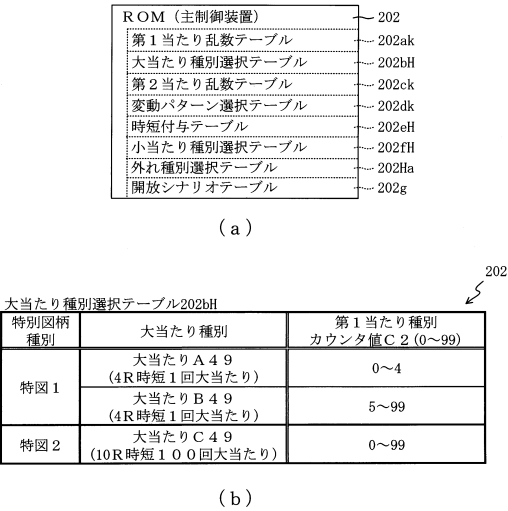 ROM(主制御装置)
202
第1当たり乱数テーブル
202ak
大当たり種別選択テーブル
202bH
第2当たり乱数テーブル
202ck
変動パターン選択テーブル
202dk
時短付与テーブル
202eH
小当たり種別選択テーブル
202fH
外れ種別選択テーブル
202Ha
開放シナリオテーブル
202g
(a)
202
大当たり種別選択テーブル202bH
特別図柄
種別
大当たり種別
第1当たり種別
カウンタ値C2(0~99)
特図1
大当たりA49
(4R時短1回大当たり)
0~4
大当たりB49
(4R時短1回大当たり)
5~99
特図2
大当たりC49
(10R時短100回大当たり)
0~99
(b)